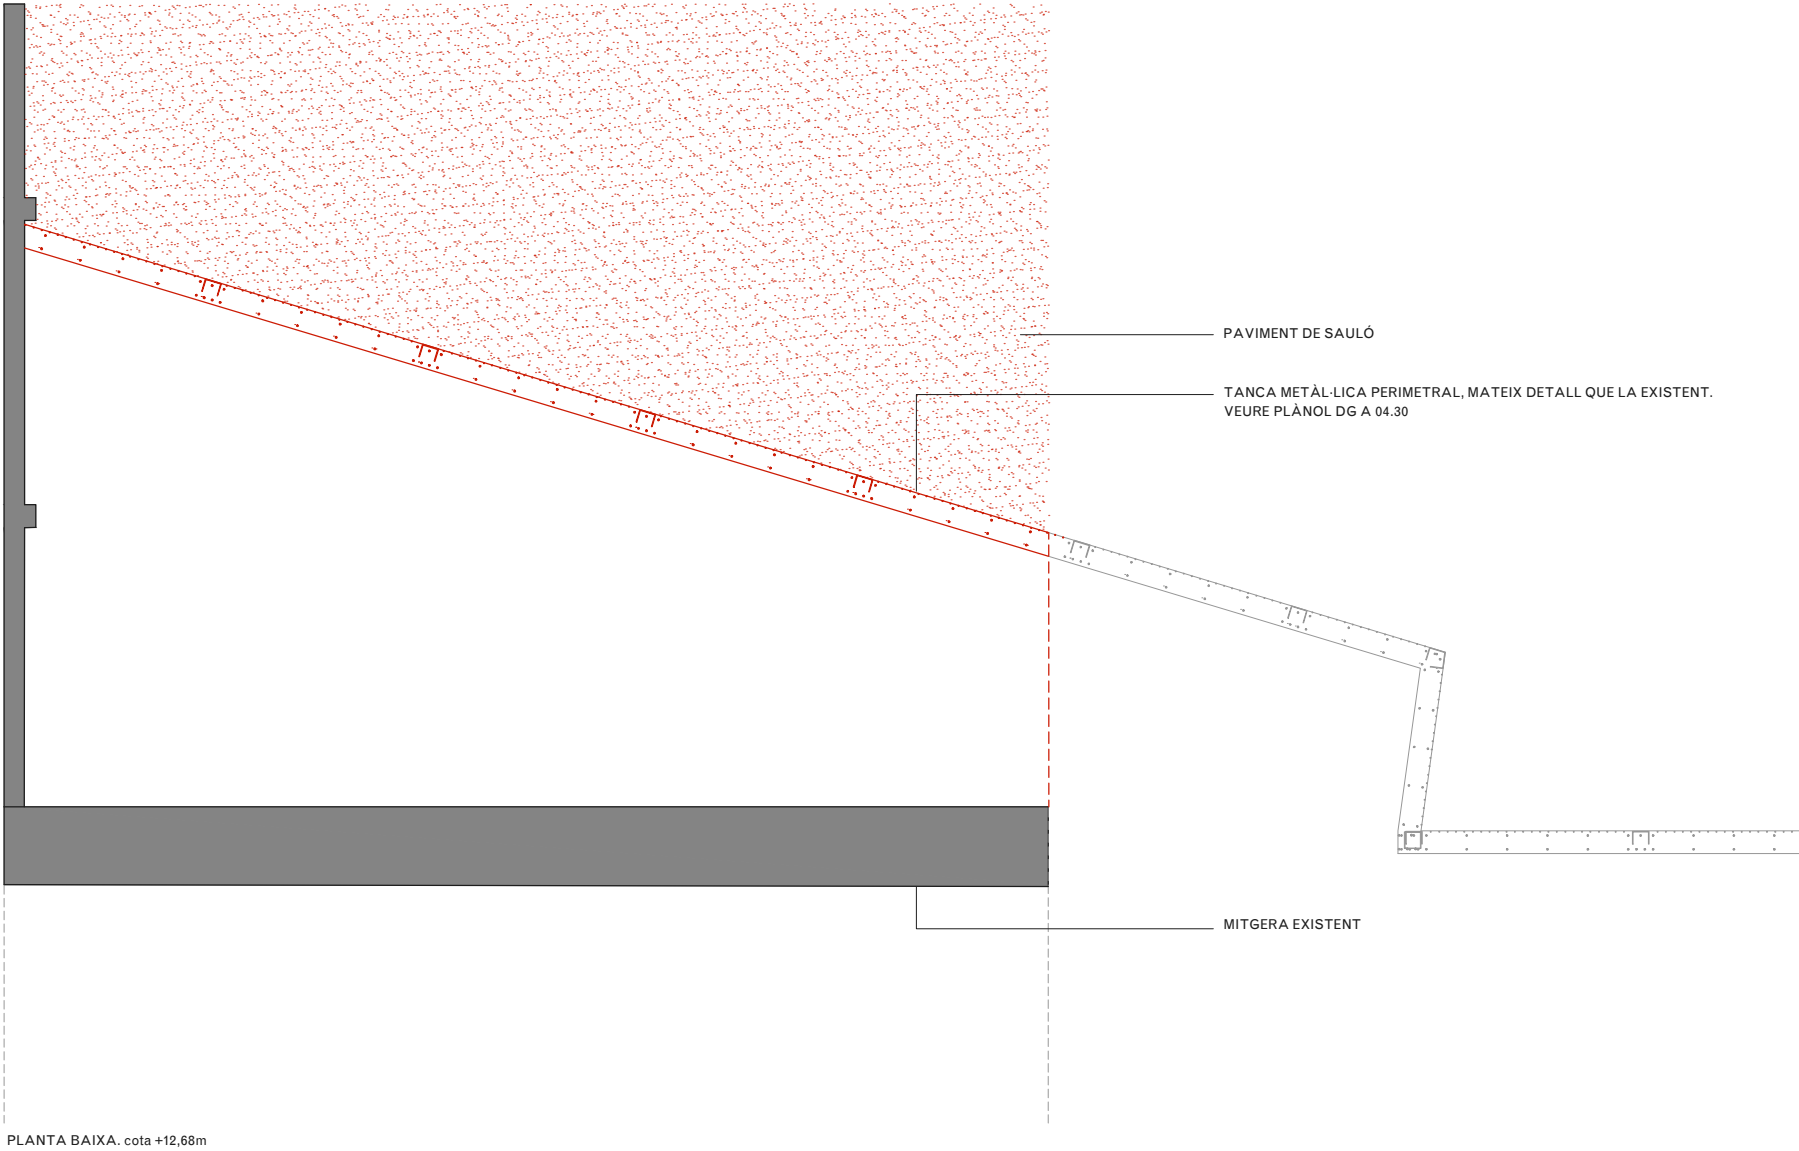 PAVIMENT DE SAULÓ
TANCA METÀL·LICA PERIMETRAL, MATEIX DETALL QUE LA EXISTENT.
VEURE PLÀNOL DG A 04.30
MITGERA EXISTENT
PLANTA BAIXA. cota +12,68m